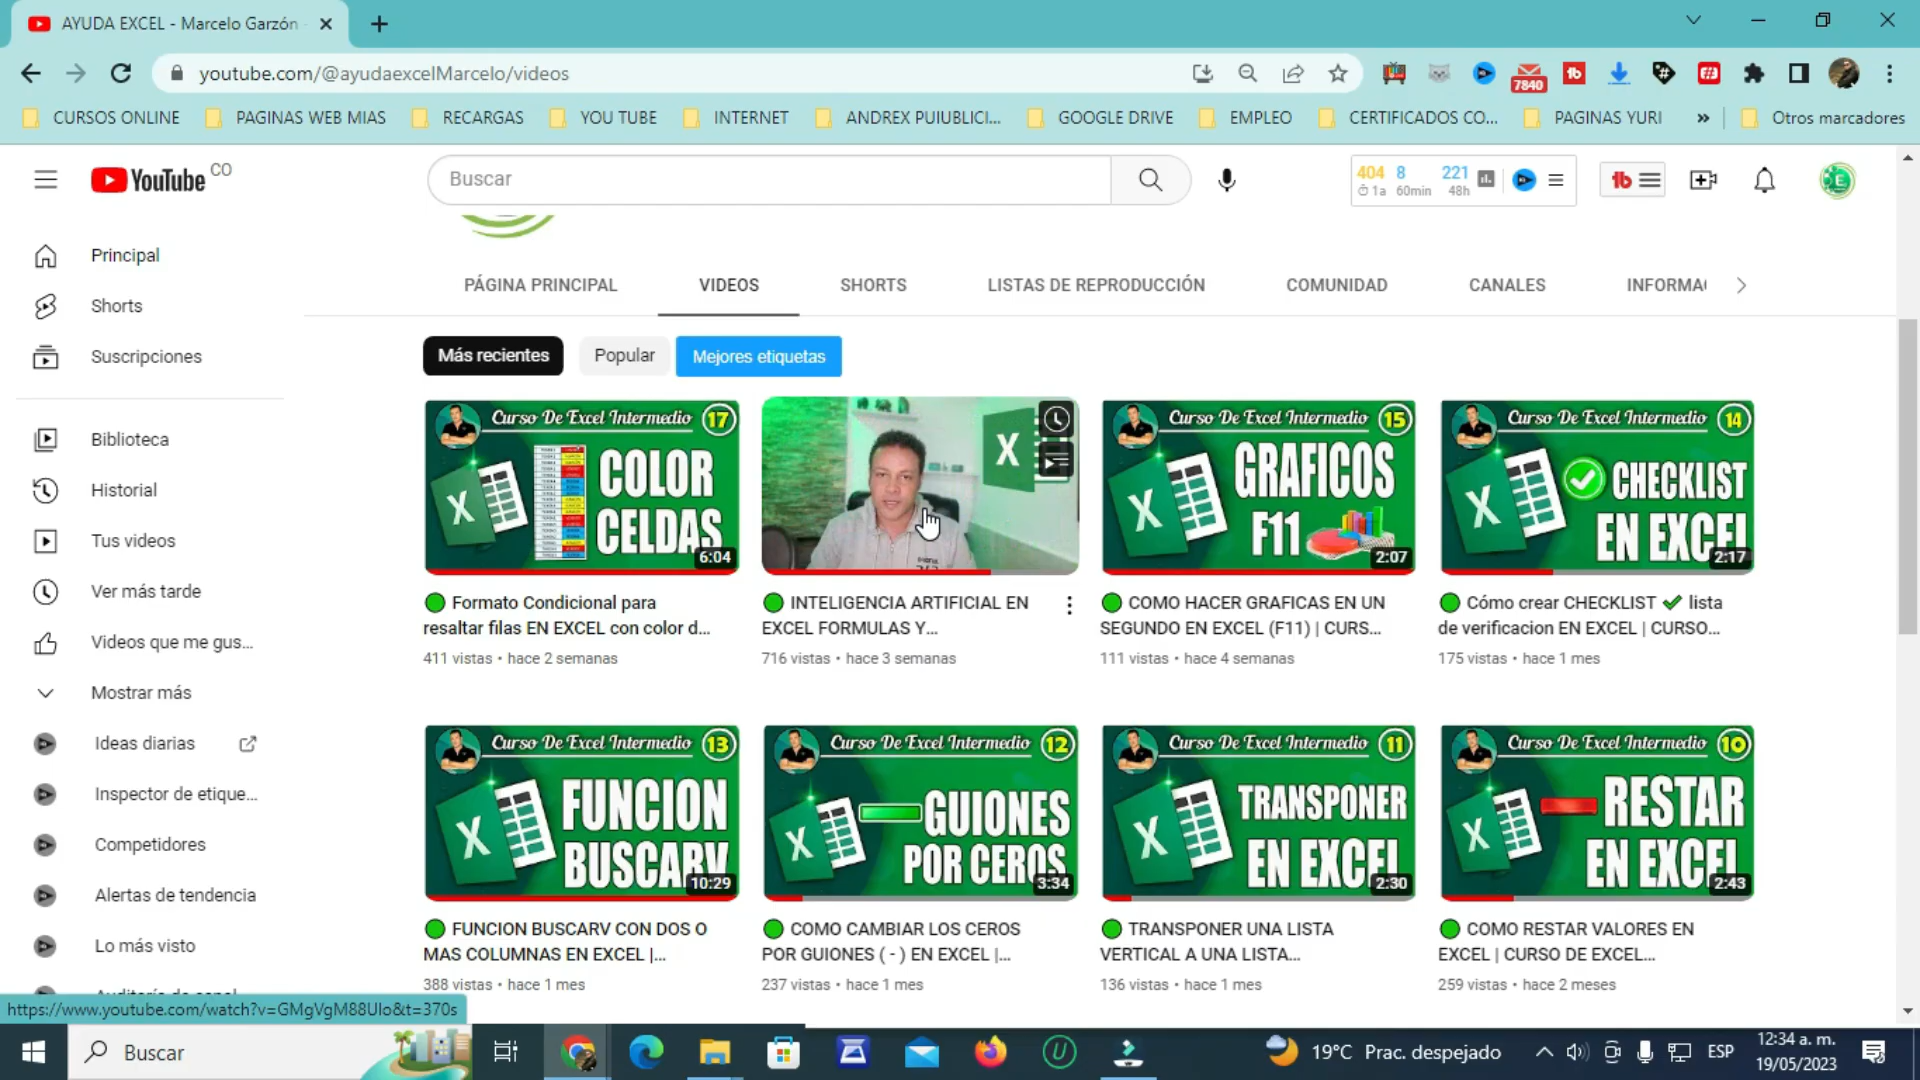 AYUDA EXCEL - Marcelo Garzón
youtube.com/@ayudaexcelMarcelo/videos
7840
CURSOS ONLINE
PAGINAS WEB MIAS
RECARGAS
YOU TUBE
INTERNET
ANDREX PUIUBLICI...
GOOGLE DRIVE
EMPLEO
CERTIFICADOS CO...
PAGINAS YURI
»
Otros marcadores
YouTube CO
Buscar
404 8 221
1a 60min 48h
Principal
Shorts
Suscripciones
Biblioteca
Historial
Tus videos
Ver más tarde
Videos que me gus...
Mostrar más
Ideas diarias
Inspector de etique...
Competidores
Alertas de tendencia
Lo más visto
PÁGINA PRINCIPAL
VIDEOS
SHORTS
LISTAS DE REPRODUCCIÓN
COMUNIDAD
CANALES
INFORMA
Más recientes
Popular
Mejores etiquetas
Curso De Excel Intermedio 17
X
COLOR
CELDAS
6:04
Formato Condicional para
resaltar filas EN EXCEL con color d...
411 vistas • hace 2 semanas
X
INTELIGENCIA ARTIFICIAL EN
EXCEL FORMULAS Y...
716 vistas • hace 3 semanas
Curso De Excel Intermedio 15
X
GRAFICOS
F11
2:07
COMO HACER GRAFICAS EN UN
SEGUNDO EN EXCEL (F11) | CURS...
111 vistas • hace 4 semanas
Curso De Excel Intermedio 14
X
CHECKLIST
EN EXCEL
2:17
Cómo crear CHECKLIST ✔ lista
de verificacion EN EXCEL | CURSO...
175 vistas • hace 1 mes
Curso De Excel Intermedio 13
X
FUNCION
BUSCARV
10:29
FUNCION BUSCARV CON DOS O
MAS COLUMNAS EN EXCEL |...
388 vistas • hace 1 mes
Curso De Excel Intermedio 12
X
GUIONES
POR CEROS
3:34
COMO CAMBIAR LOS CEROS
POR GUIONES ( - ) EN EXCEL |...
237 vistas • hace 1 mes
Curso De Excel Intermedio 11
X
TRANSPONER
EN EXCEL
2:30
TRANSPONER UNA LISTA
VERTICAL A UNA LISTA...
136 vistas • hace 1 mes
Curso De Excel Intermedio 10
X
RESTAR
EN EXCEL
2:43
COMO RESTAR VALORES EN
EXCEL | CURSO DE EXCEL...
259 vistas • hace 2 meses
https://www.youtube.com/watch?v=GMgVgM88UIo&t=370s
Buscar
19°C Prac. despejado
ESP
12:34 a. m.
19/05/2023